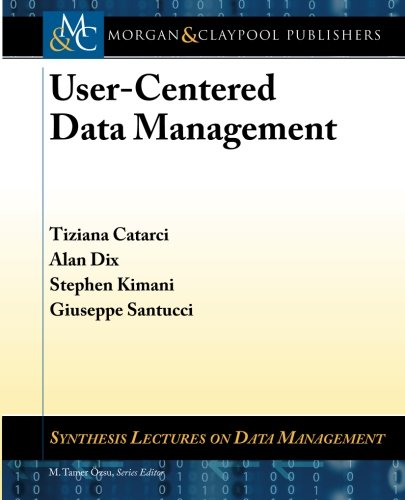 M&C MORGAN & CLAYPOOL PUBLISHERS
User-Centered
Data Management
Tiziana Catarci
Alan Dix
Stephen Kimani
Giuseppe Santucci
SYNTHESIS LECTURES ON DATA MANAGEMENT
M. Tamer Özsu, Series Editor